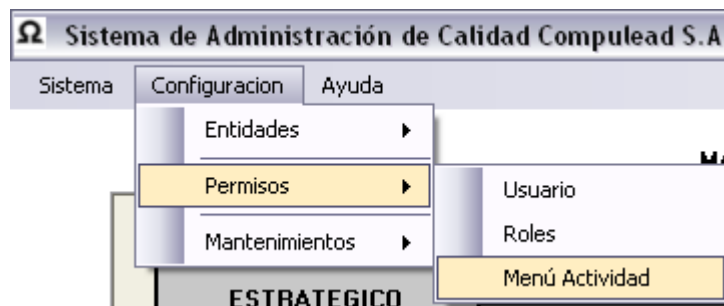 Ω Sistema de Administración de Calidad Compulead S.A
Sistema Configuracion Ayuda
Entidades
Permisos
Usuario
Roles
Mantenimientos
Menú Actividad
ESTRATEGICO